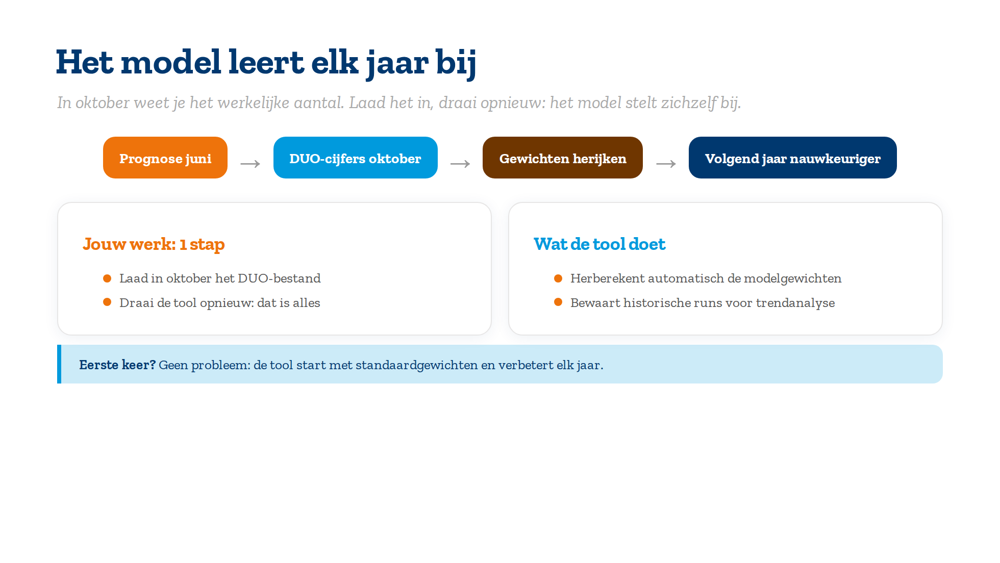 Het model leert elk jaar bij
In oktober weet je het werkelijke aantal. Laad het in, draai opnieuw: het model stelt zichzelf bij.
Prognose juni → DUO-cijfers oktober → Gewichten herijken → Volgend jaar nauwkeuriger
Jouw werk: 1 stap
Laad in oktober het DUO-bestand
Draai de tool opnieuw: dat is alles
Wat de tool doet
Herberekent automatisch de modelgewichten
Bewaart historische runs voor trendanalyse
Eerste keer? Geen probleem: de tool start met standaardgewichten en verbetert elk jaar.